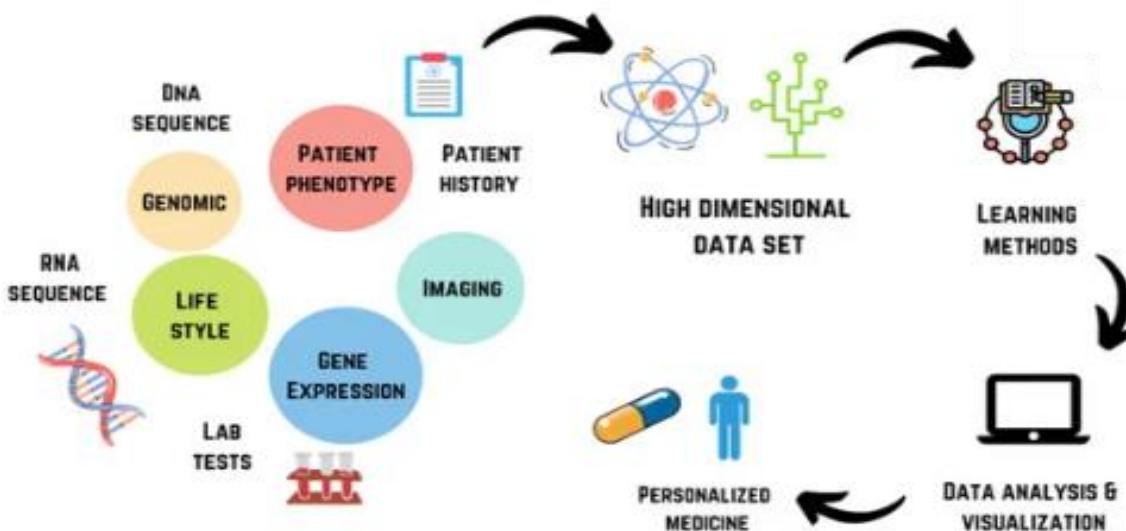 DNA
SEQUENCE
PATIENT
PHENOTYPE
PATIENT
HISTORY
GENOMIC
RNA
SEQUENCE
LIFE
STYLE
IMAGING
GENE
EXPRESSION
LAB
TESTS
HIGH DIMENSIONAL
DATA SET
LEARNING
METHODS
DATA ANALYSIS &
VISUALIZATION
PERSONALIZED
MEDICINE